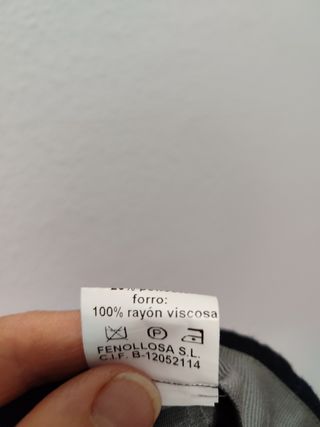 forro:
100% rayón viscosa
P
FENOLLOSA S.L.
C.I.F. B-12052114